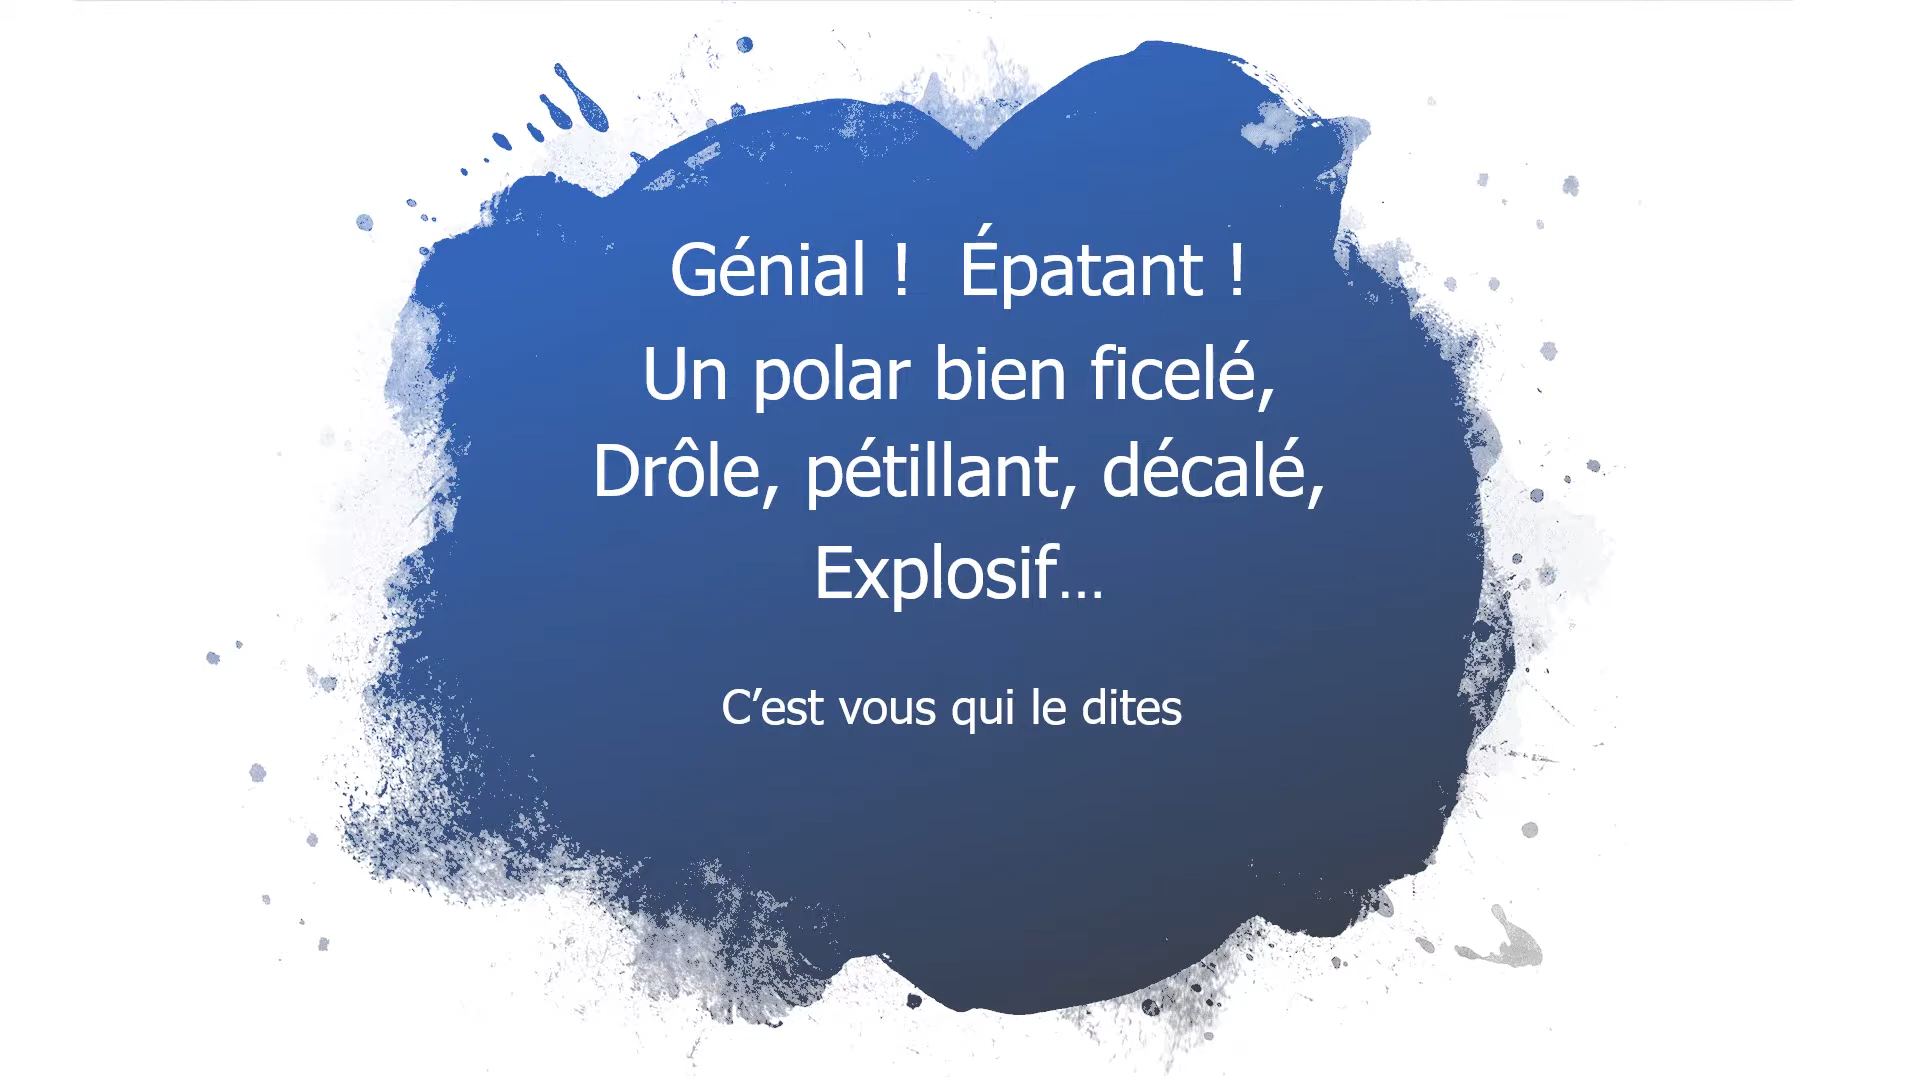 Génial !  Épatant !
Un polar bien ficelé,
Drôle, pétillant, décalé,
Explosif…
C’est vous qui le dites